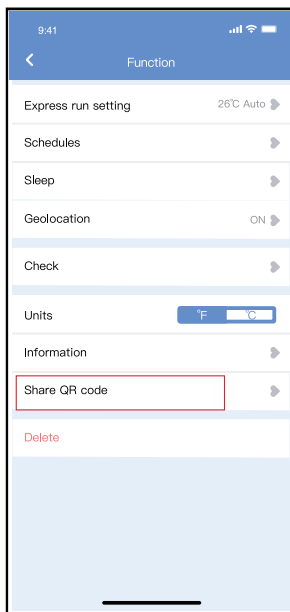 9:41
Function
Express run setting 26℃ Auto
Schedules
Sleep
Geolocation ON
Check
Units °F ℃
Information
Share QR code
Delete